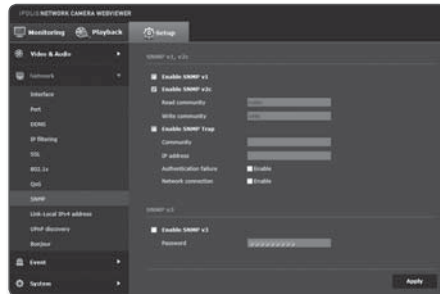 iPOLiS NETWORK CAMERA WEBVIEWER
Monitoring
Playback
Setup
Video & Audio
Network
Interface
Port
DDNS
IP filtering
SSL
802.1x
QoS
SNMP
Link-Local IPv4 address
UPnP discovery
Bonjour
Event
System
SNMP v1, v2c
Enable SNMP v1
Enable SNMP v2c
Read community
public
Write community
write
Enable SNMP Trap
Community
IP address
Authentication failure
Enable
Network connection
Enable
SNMP v3
Enable SNMP v3
Password
Apply